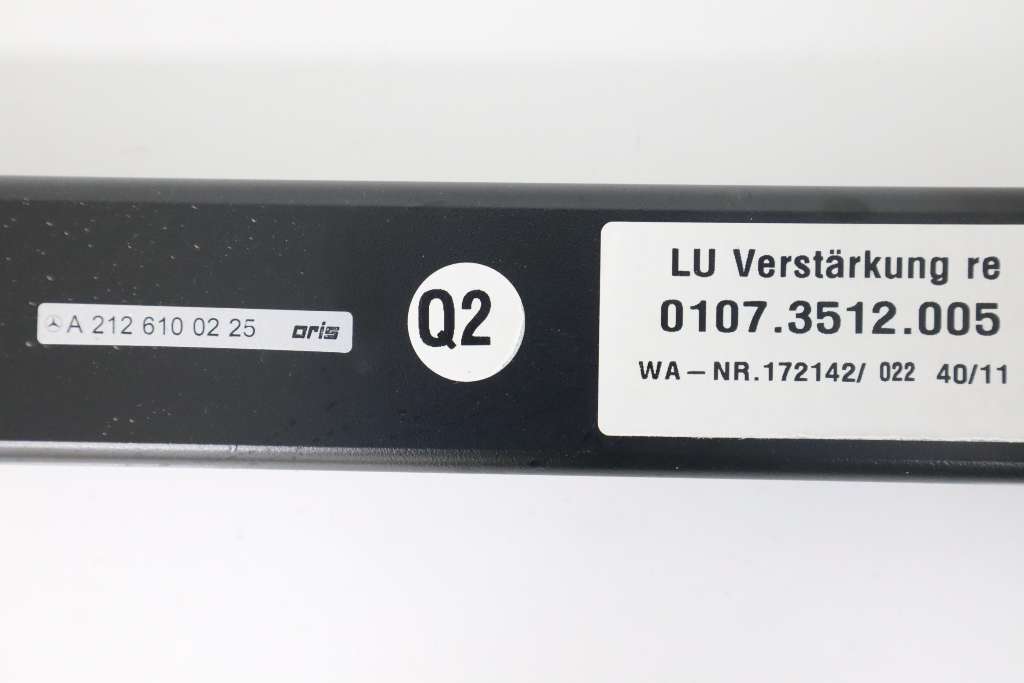 A 212 610 02 25 oris
Q2
LU Verstärkung re
0107.3512.005
WA-NR.172142/ 022 40/11